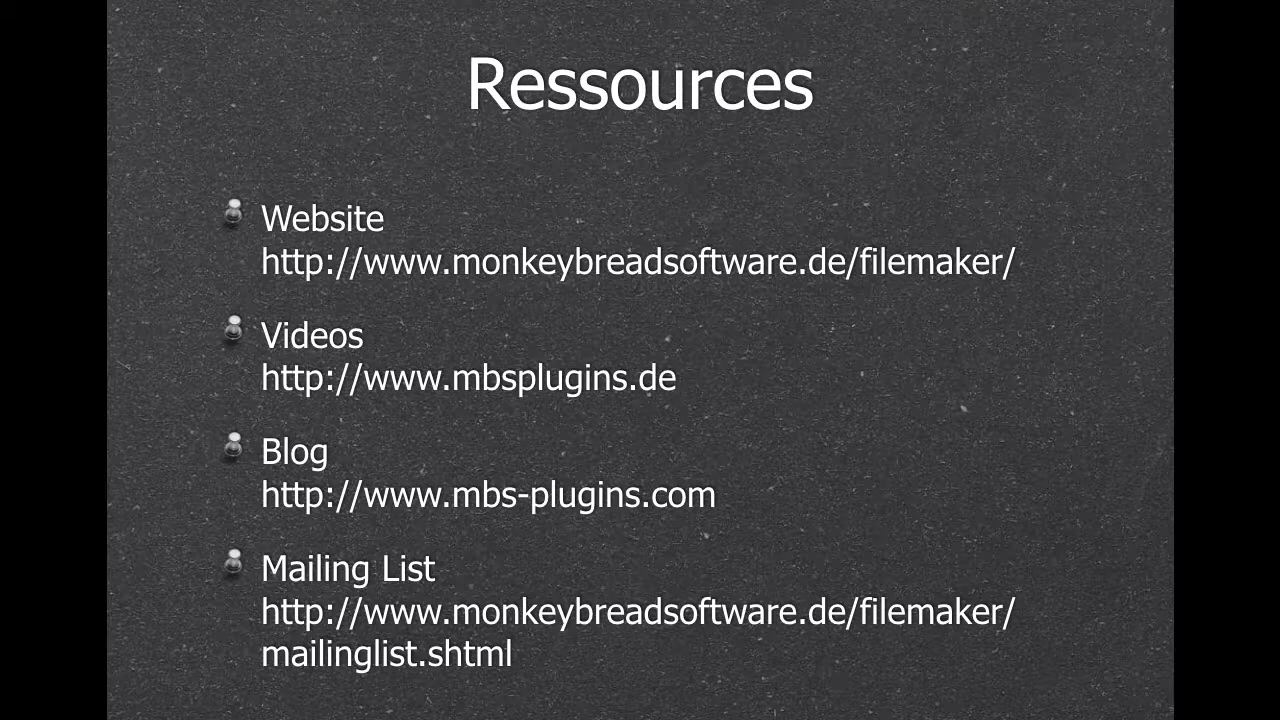 Ressources
Website
http://www.monkeybreadsoftware.de/filemaker/
Videos
http://www.mbsplugins.de
Blog
http://www.mbs-plugins.com
Mailing List
http://www.monkeybreadsoftware.de/filemaker/
mailinglist.shtml